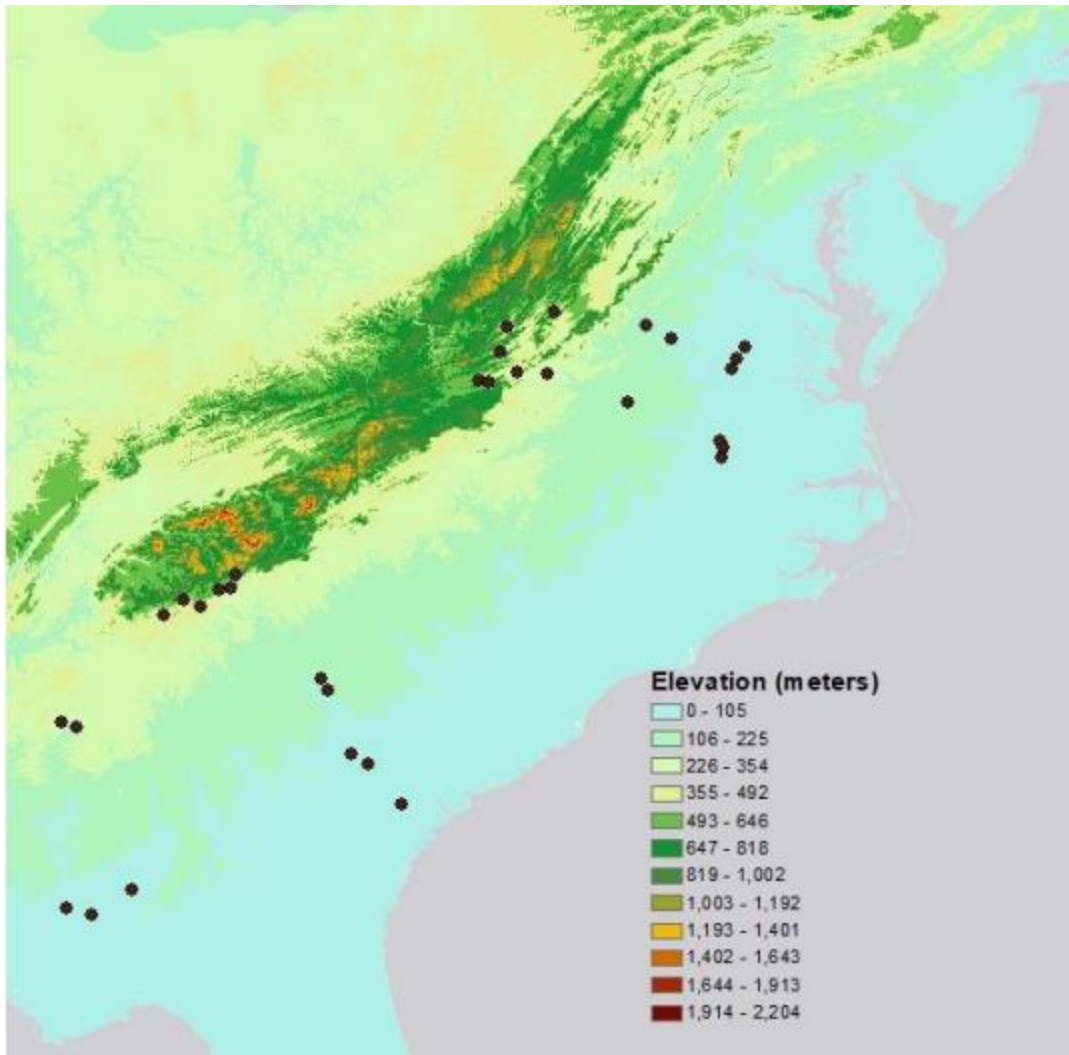 Elevation (meters)
0 - 105
106 - 225
226 - 354
355 - 492
493 - 646
647 - 818
819 - 1,002
1,003 - 1,192
1,193 - 1,401
1,402 - 1,643
1,644 - 1,913
1,914 - 2,204